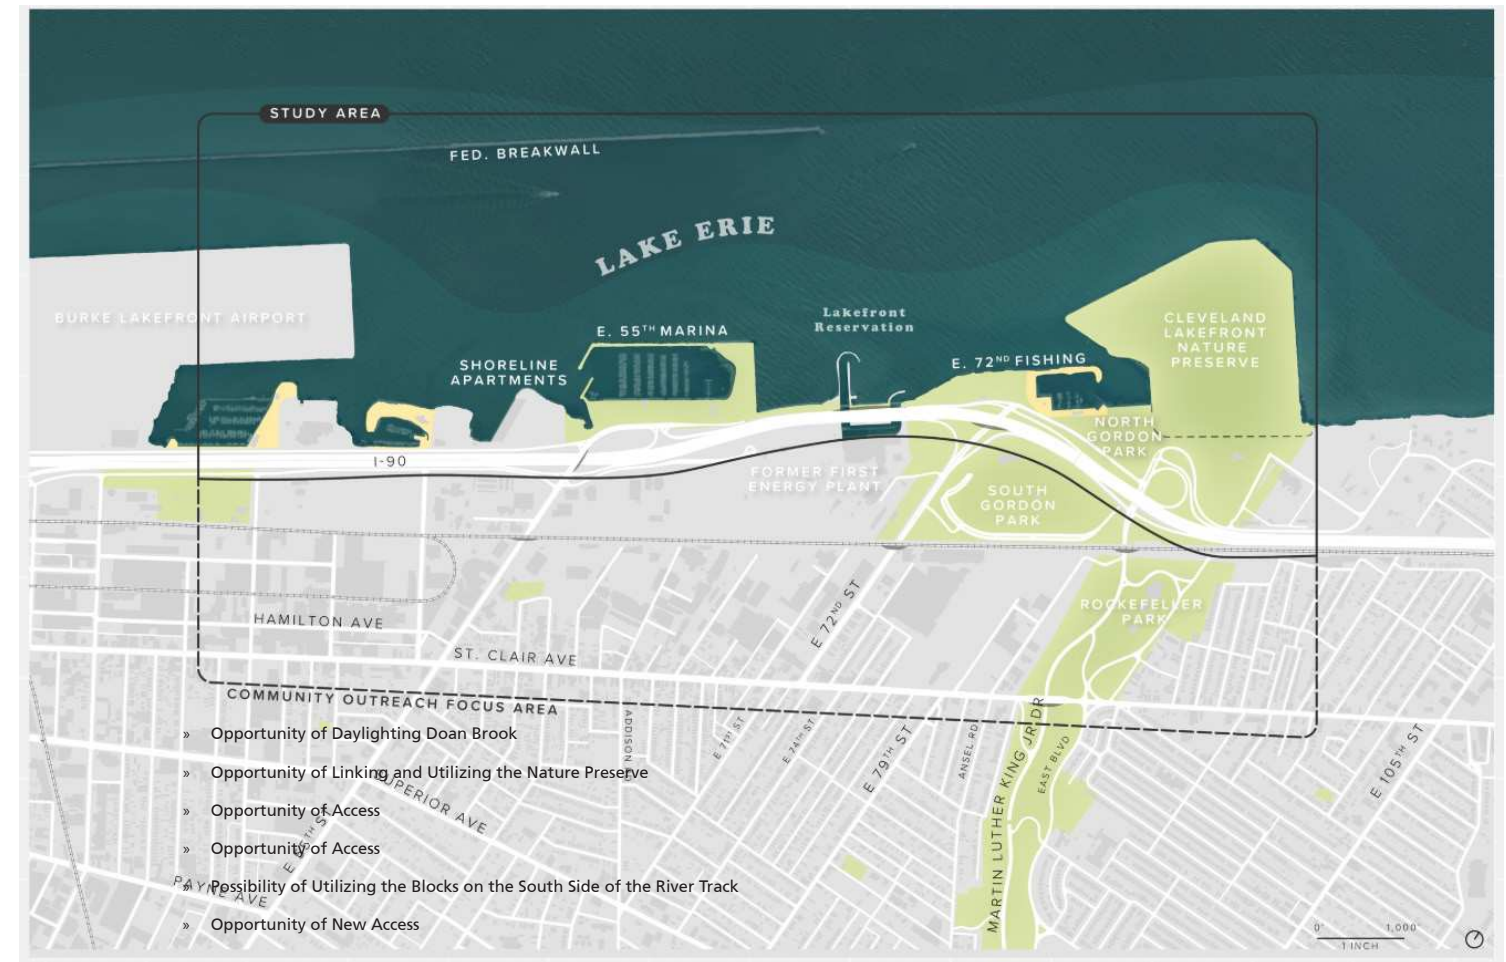 STUDY AREA
FED. BREAKWALL
LAKE ERIE
BURKE LAKEFRONT AIRPORT
E. 55TH MARINA
SHORELINE
APARTMENTS
Lakefront
Reservation
E. 72ND FISHING
CLEVELAND
LAKEFRONT
NATURE
PRESERVE
NORTH
GORDON
PARK
I-90
FORMER FIRST
ENERGY PLANT
SOUTH
GORDON
PARK
ROCKEFELLER
PARK
HAMILTON AVE
E 72ND ST
ST. CLAIR AVE
COMMUNITY OUTREACH FOCUS AREA
» Opportunity of Daylighting Doan Brook
» Opportunity of Linking and Utilizing the Nature Preserve
» Opportunity of Access
» Opportunity of Access
» Possibility of Utilizing the Blocks on the South Side of the River Track
» Opportunity of New Access
SUPERIOR AVE
E 55TH ST
PAYNE AVE
ADDISON
E 71ST ST
E 74TH ST
E 79TH ST
ANSEL RD
MARTIN LUTHER KING JR DR
EAST BLVD
E 105TH ST
0' 1,000'
1 INCH